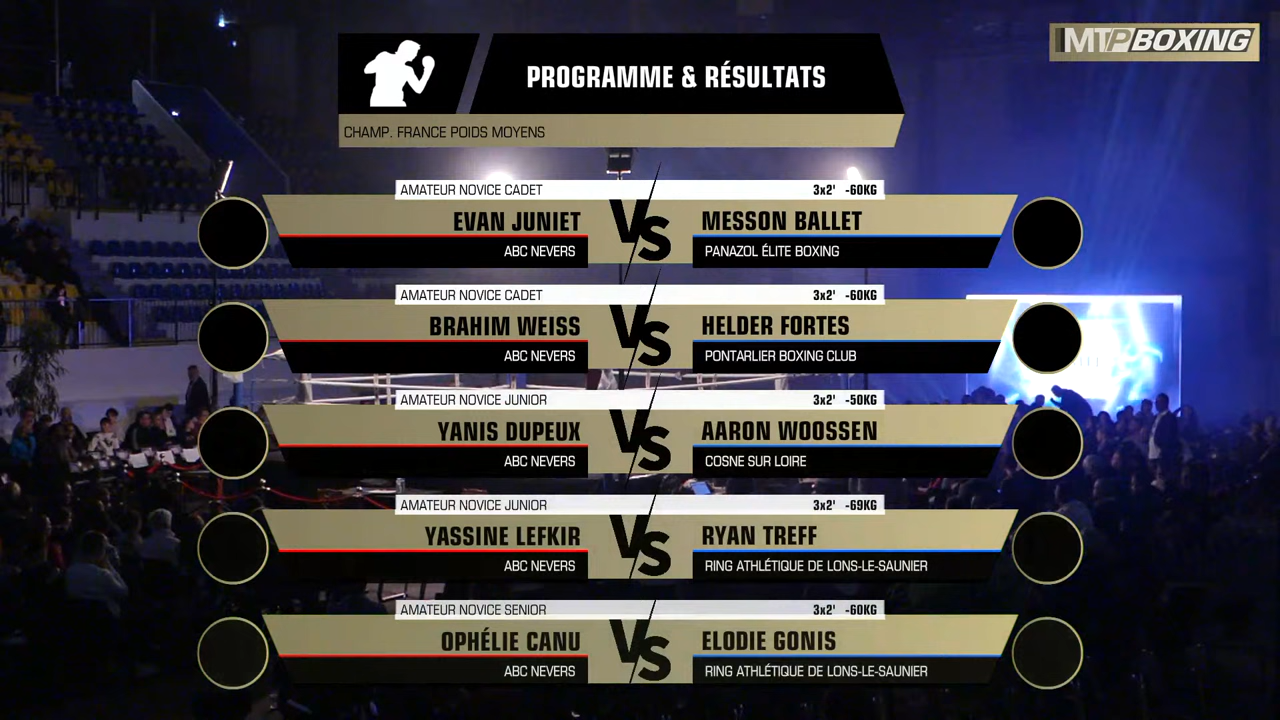 MTPBOXING
PROGRAMME & RÉSULTATS
CHAMP. FRANCE POIDS MOYENS
AMATEUR NOVICE CADET 3x2' -60KG
EVAN JUNIET VS MESSON BALLET
ABC NEVERS PANAZOL ÉLITE BOXING
AMATEUR NOVICE CADET 3x2' -60KG
BRAHIM WEISS VS HELDER FORTES
ABC NEVERS PONTARLIER BOXING CLUB
AMATEUR NOVICE JUNIOR 3x2' -50KG
YANIS DUPEUX VS AARON WOOSSEN
ABC NEVERS COSNE SUR LOIRE
AMATEUR NOVICE JUNIOR 3x2' -69KG
YASSINE LEFKIR VS RYAN TREFF
ABC NEVERS RING ATHLÉTIQUE DE LONS-LE-SAUNIER
AMATEUR NOVICE SENIOR 3x2' -60KG
OPHÉLIE CANU VS ELODIE GONIS
ABC NEVERS RING ATHLÉTIQUE DE LONS-LE-SAUNIER